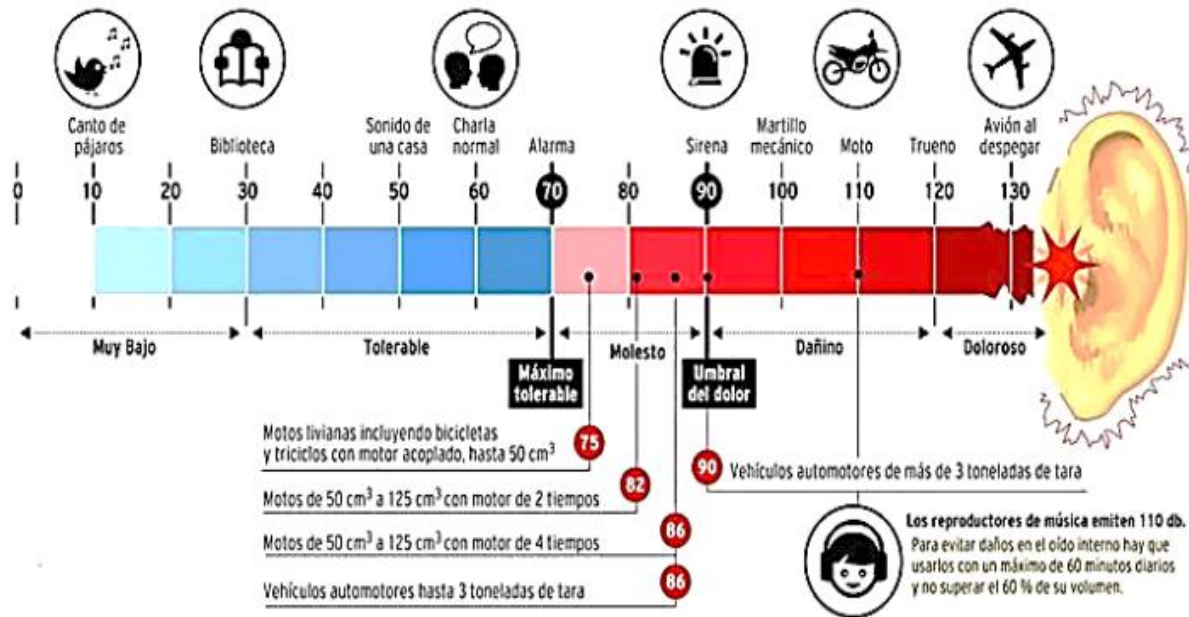 Canto de
pájaros
Biblioteca
Sonido de
una casa
Charla
normal
Alarma
Sirena
Martillo
mecánico
Moto
Trueno
Avión al
despegar
0 10 20 30 40 50 60 70 80 90 100 110 120 130
Muy Bajo
Tolerable
Molesto
Dañino
Doloroso
Máximo
tolerable
Umbral
del dolor
Motos livianas incluyendo bicicletas
y triciclos con motor acoplado, hasta 50 cm³
75
Motos de 50 cm³ a 125 cm³ con motor de 2 tiempos
82
Motos de 50 cm³ a 125 cm³ con motor de 4 tiempos
86
Vehículos automotores hasta 3 toneladas de tara
86
90
Vehículos automotores de más de 3 toneladas de tara
Los reproductores de música emiten 110 db.
Para evitar daños en el oído interno hay que
usarlos con un máximo de 60 minutos diarios
y no superar el 60 % de su volumen.